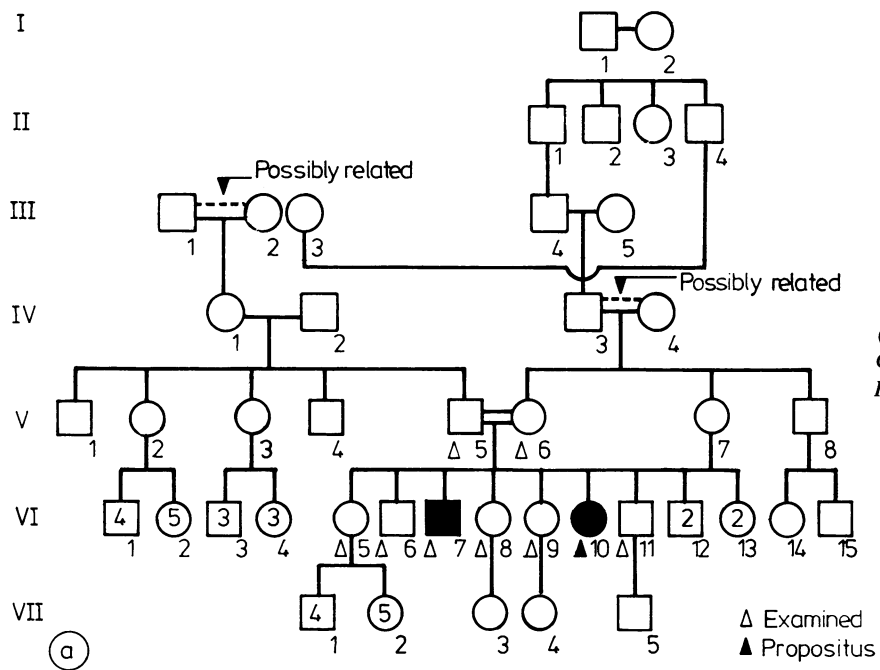 I
1 2
II
1 2 3 4
Possibly related
III
1 2 3 4 5
Possibly related
IV
1 2 3 4
V
1 2 3 4 Δ 5 Δ 6 7 8
VI
4 5 3 3 2 2
1 2 3 4 Δ 5 Δ 6 Δ 7 Δ 8 Δ 9 ▲ 10 Δ 11 12 13 14 15
VII
4 5
1 2 3 4 5
Δ Examined
▲ Propositus
a